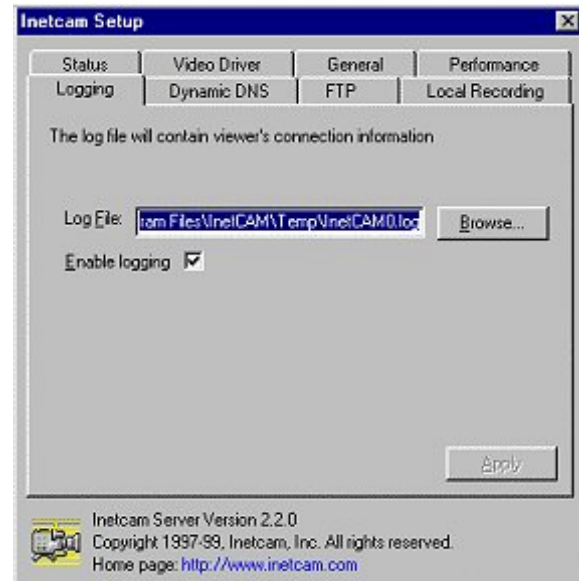 Inetcam Setup
Status Video Driver General Performance
Logging Dynamic DNS FTP Local Recording
The log file will contain viewer's connection information
Log File: ram Files\InetCAM\Temp\InetCAM0.log Browse...
Enable logging
Apply
Inetcam Server Version 2.2.0
Copyright 1997-99, Inetcam, Inc. All rights reserved.
Home page: http://www.inetcam.com